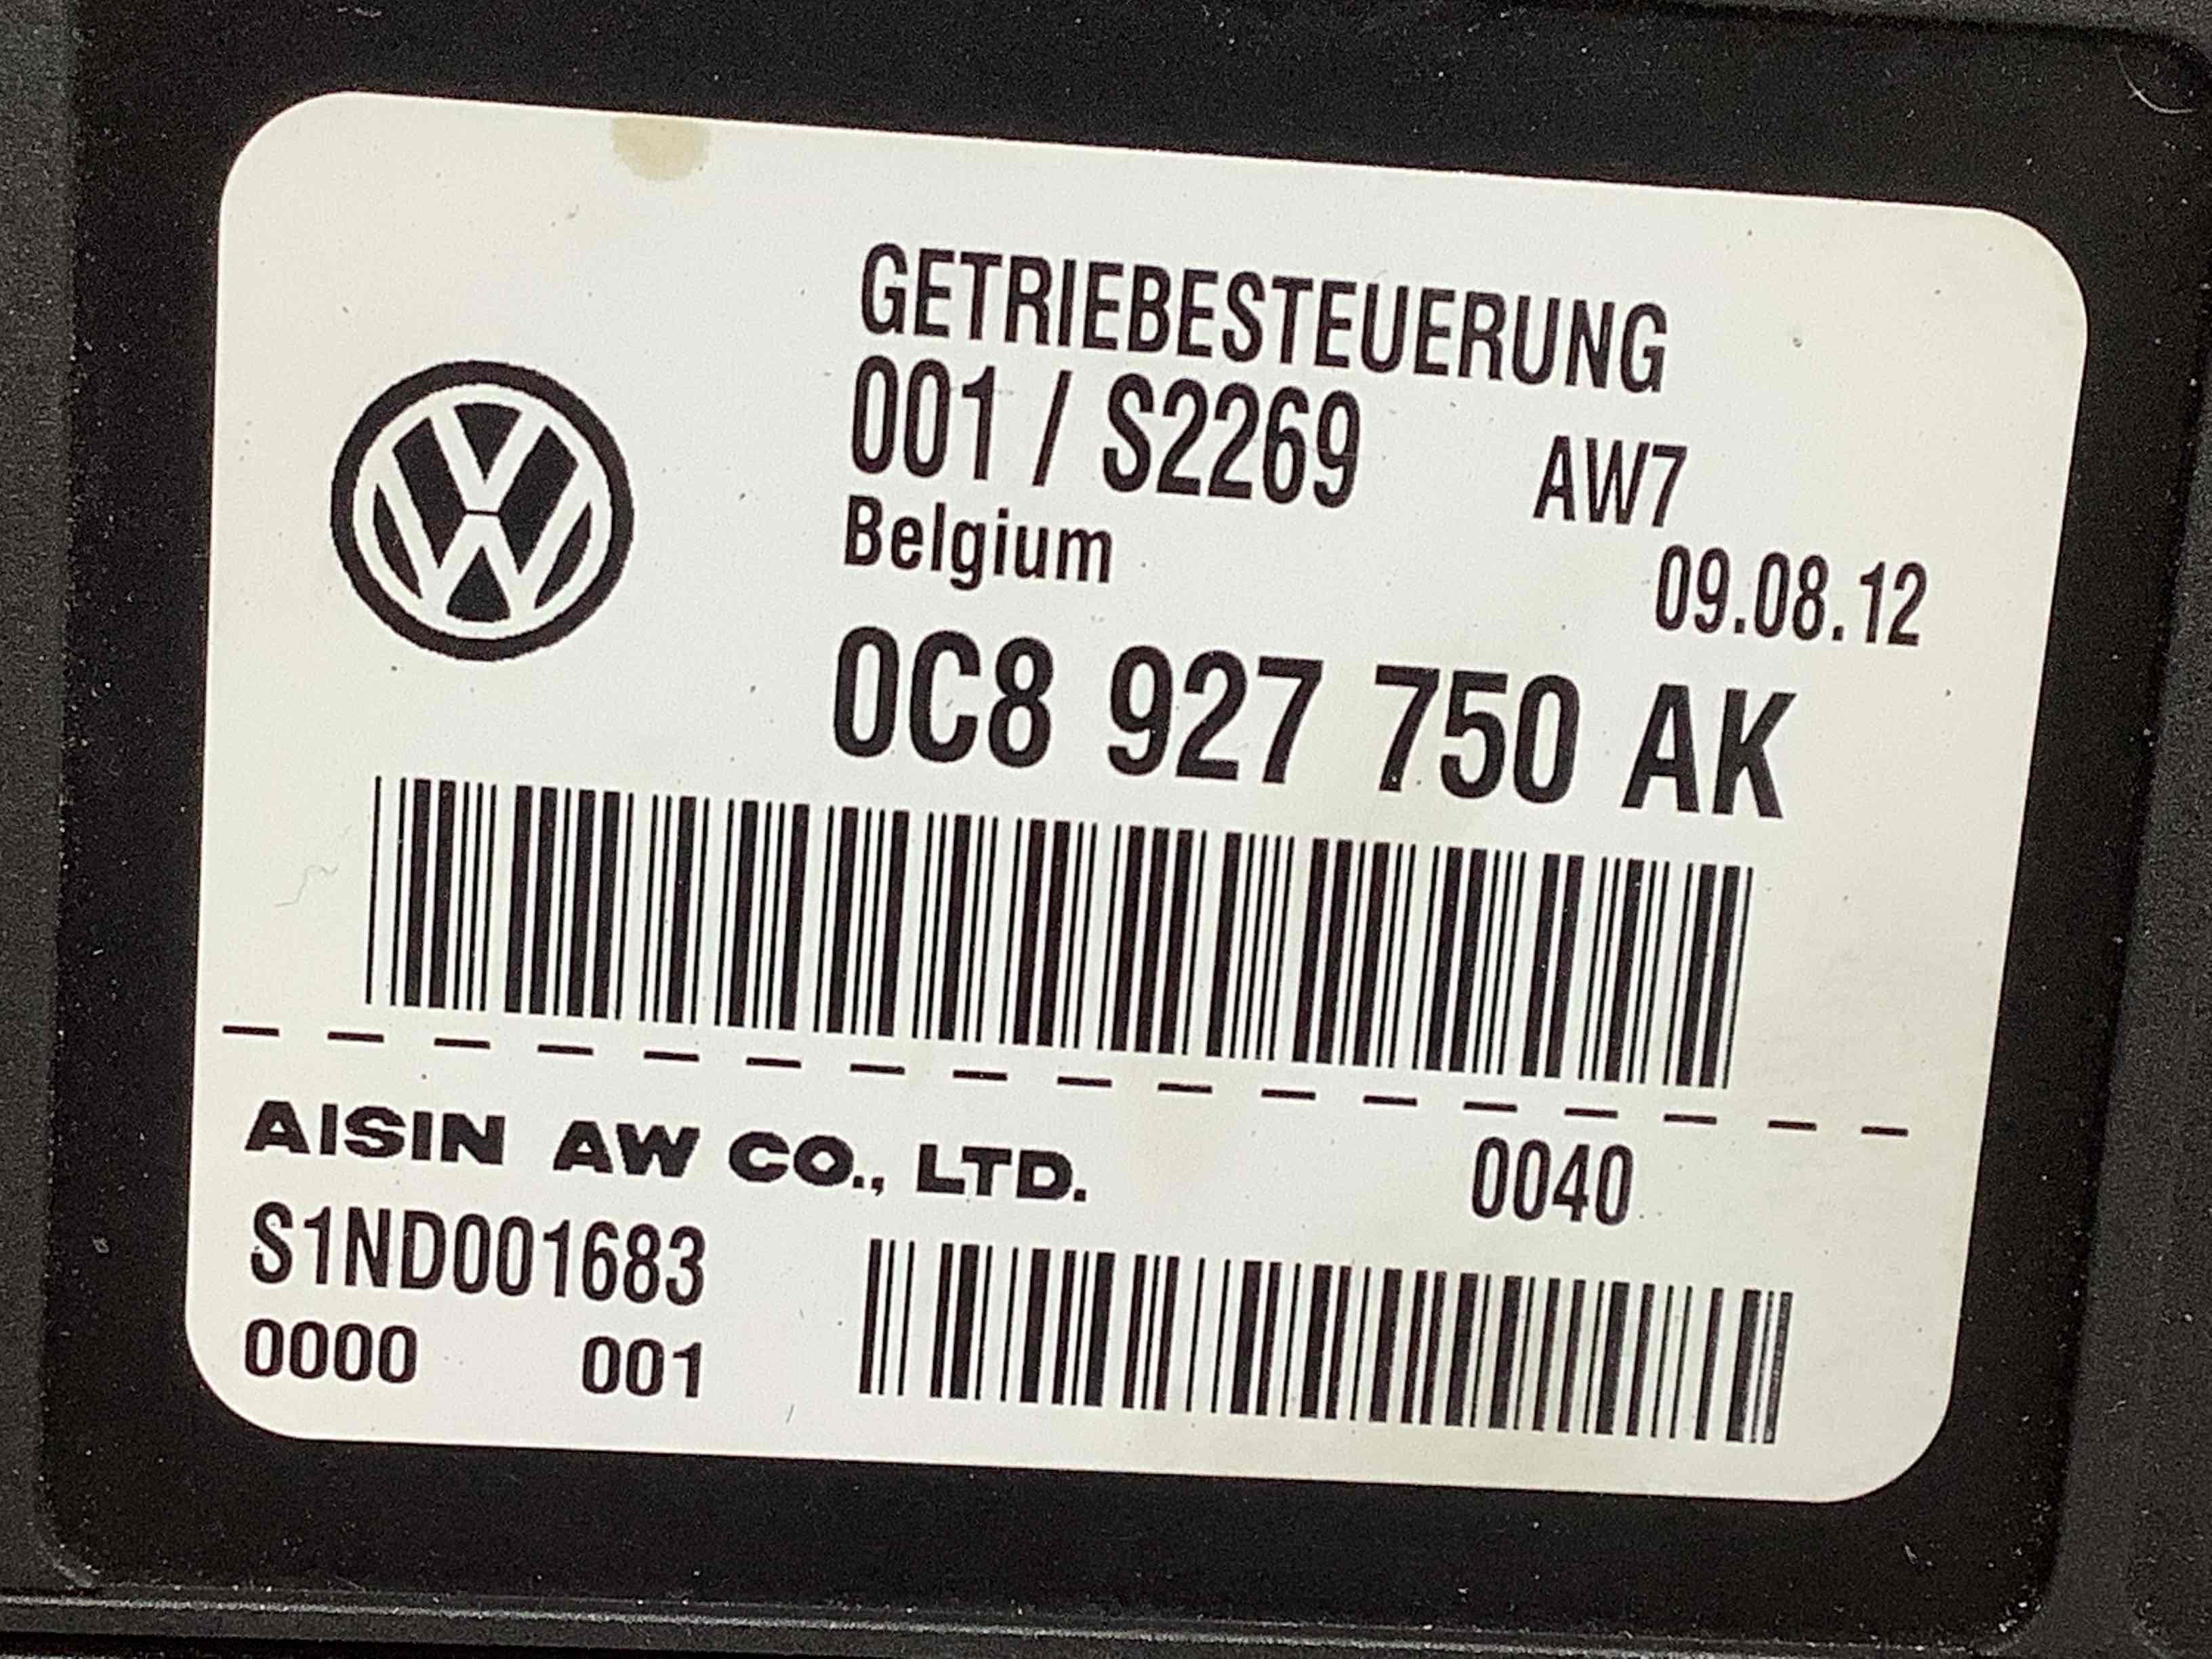 GETRIEBESTEUERUNG
001 / S2269 AW7
Belgium 09.08.12
0C8 927 750 AK
AISIN AW CO., LTD. 0040
S1ND001683
0000 001